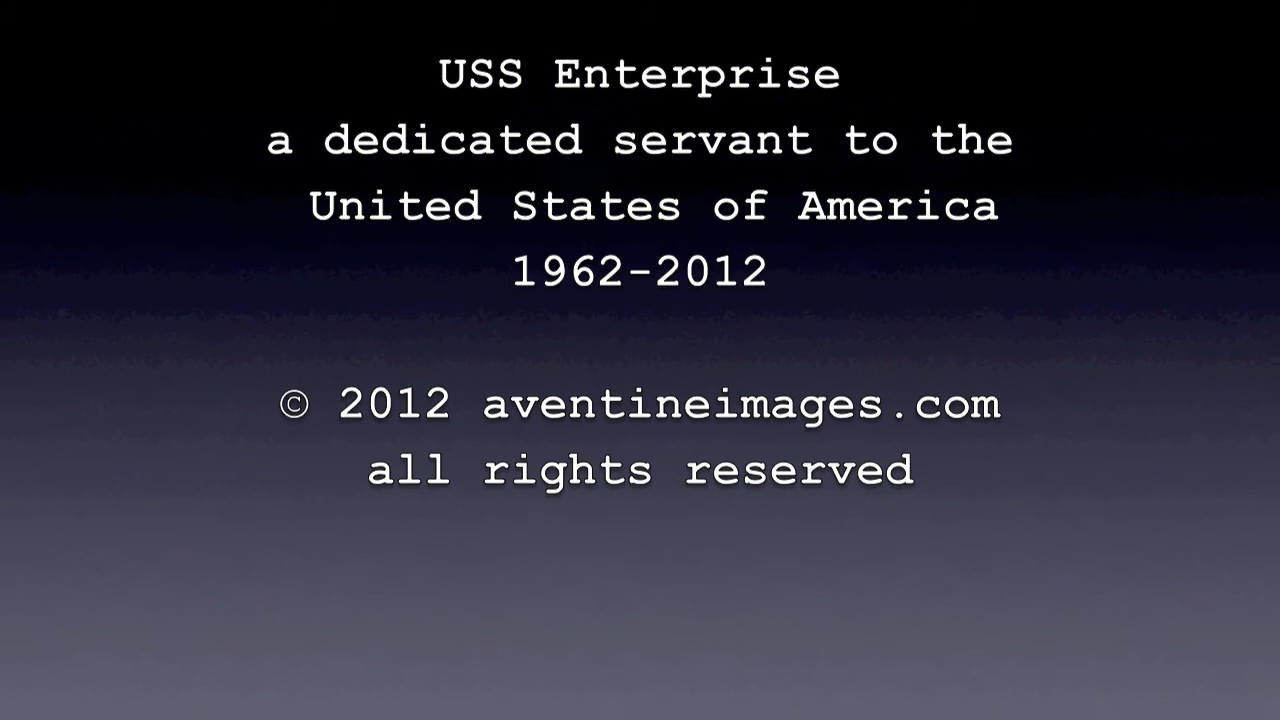 USS Enterprise
a dedicated servant to the
United States of America
1962-2012
© 2012 aventineimages.com
all rights reserved